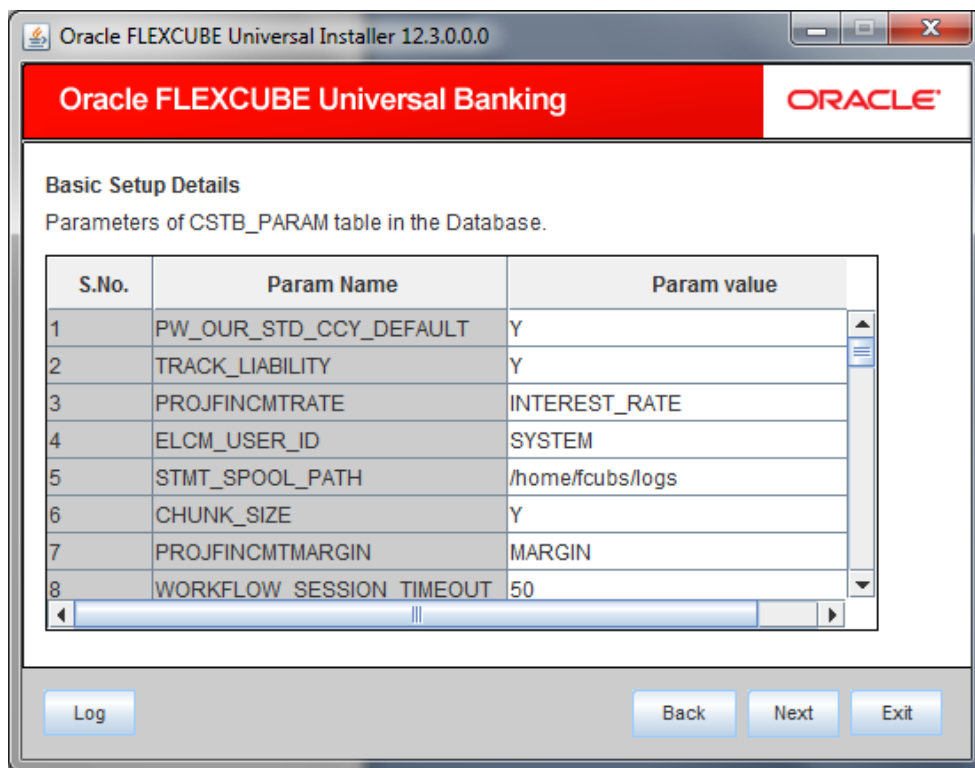 Oracle FLEXCUBE Universal Installer 12.3.0.0.0
Oracle FLEXCUBE Universal Banking
ORACLE
Basic Setup Details
Parameters of CSTB_PARAM table in the Database.
S.No. Param Name Param value
1 PW_OUR_STD_CCY_DEFAULT Y
2 TRACK_LIABILITY Y
3 PROJFINCMTRATE INTEREST_RATE
4 ELCM_USER_ID SYSTEM
5 STMT_SPOOL_PATH /home/fcubs/logs
6 CHUNK_SIZE Y
7 PROJFINCMTMARGIN MARGIN
8 WORKFLOW_SESSION_TIMEOUT 50
Log Back Next Exit